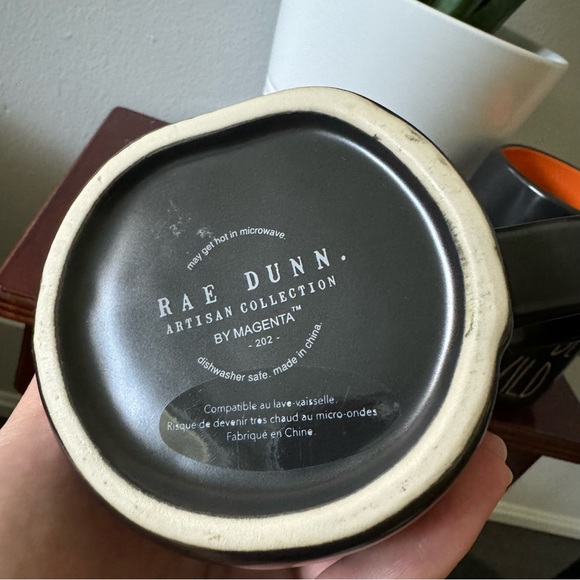 may get hot in microwave.
RAE DUNN.
ARTISAN COLLECTION
BY MAGENTA™
- 202 -
dishwasher safe. made in china.
Compatible au lave-vaisselle.
Risque de devenir très chaud au micro-ondes
Fabriqué en Chine.